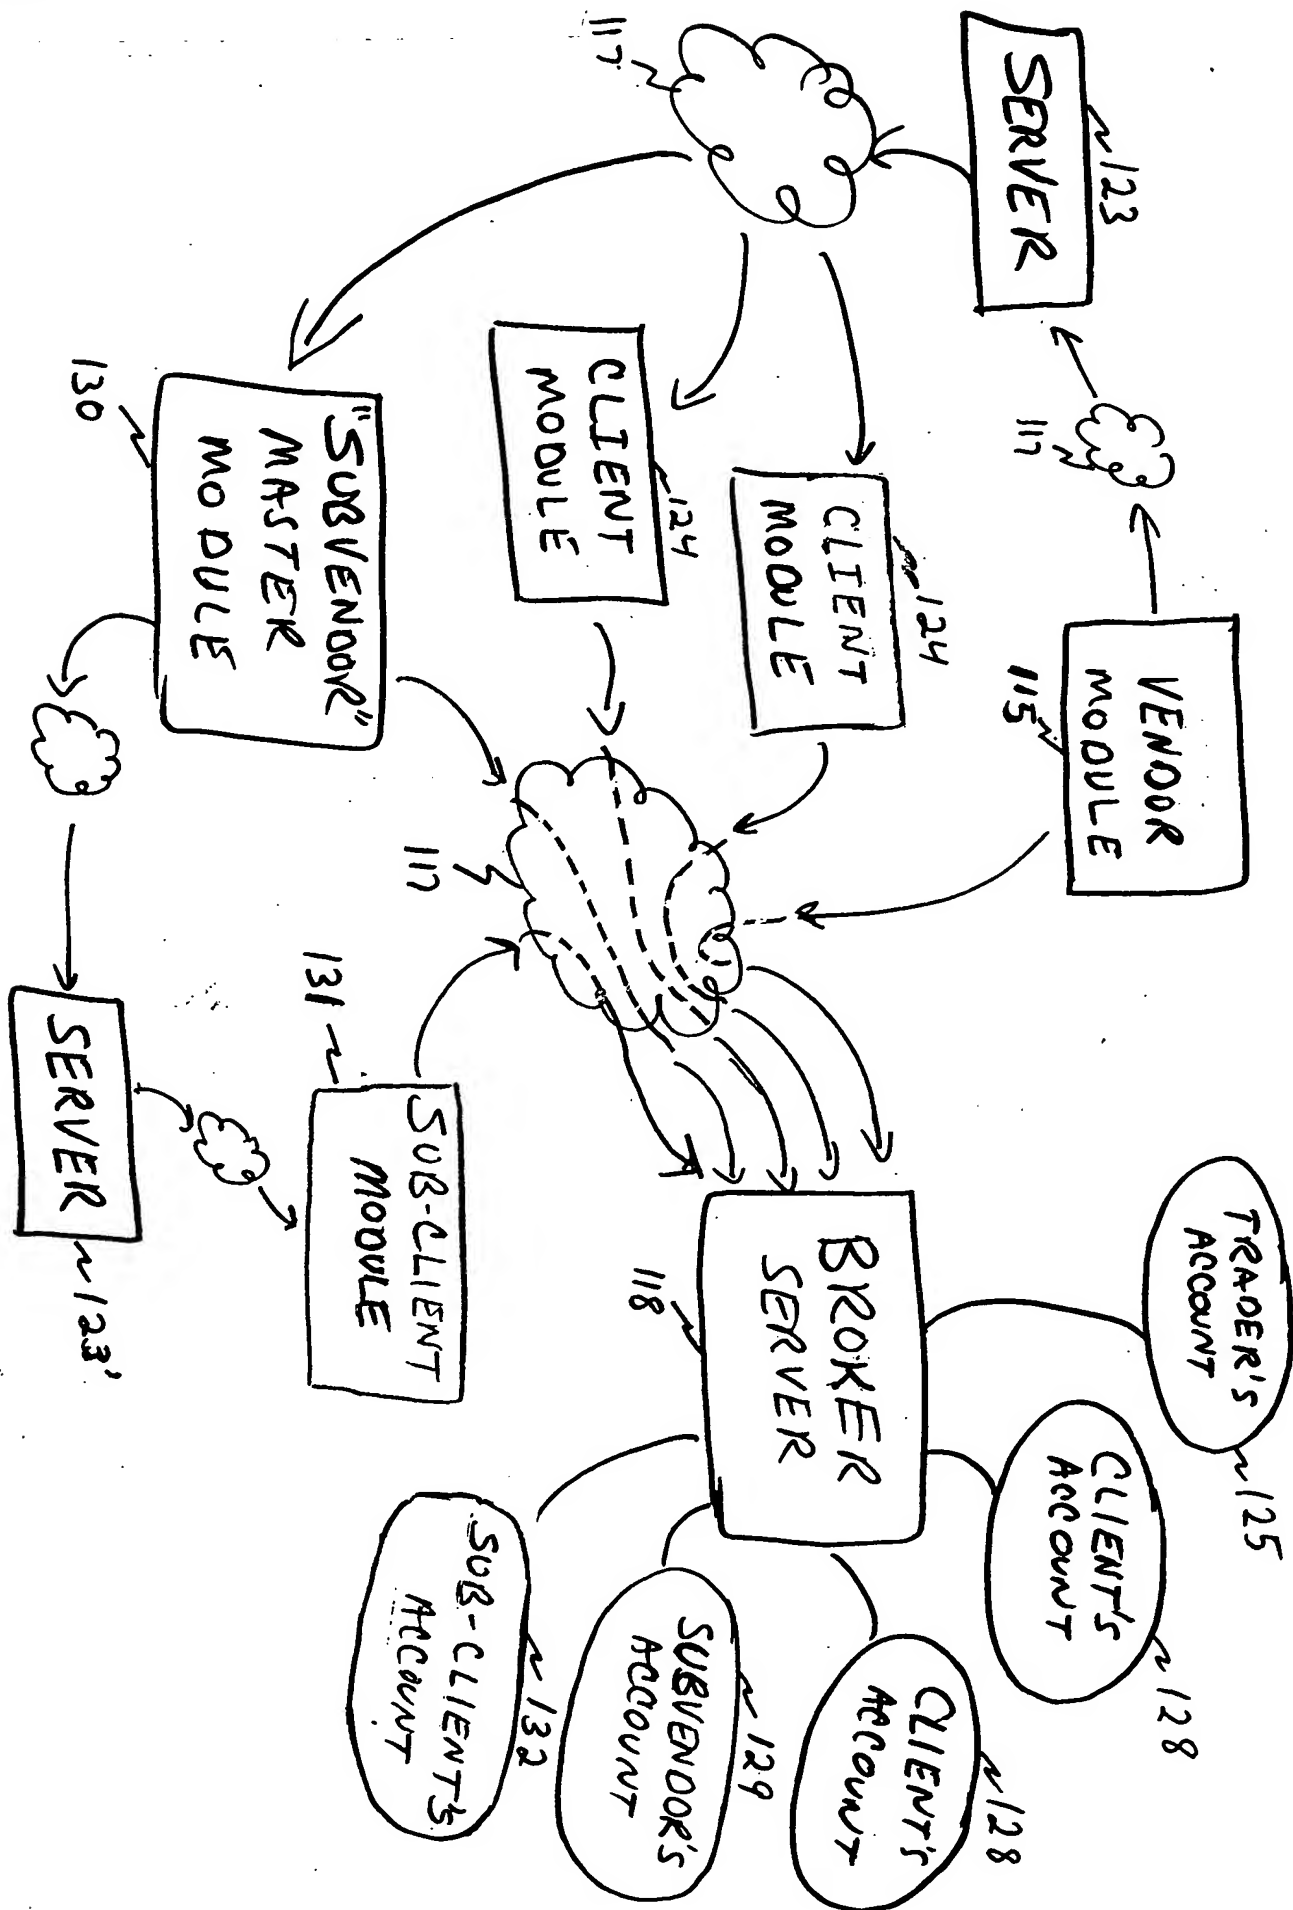 VENDOR
MODULE
115
117
SERVER
123
117
CLIENT
MODULE
124
CLIENT
MODULE
124
"SUBVENDOR"
MASTER
MODULE
130
117
SERVER
123'
SUB-CLIENT
MODULE
131
BROKER
SERVER
118
TRADER'S
ACCOUNT
125
CLIENT'S
ACCOUNT
128
CLIENT'S
ACCOUNT
128
SUBVENDOR'S
ACCOUNT
129
SUB-CLIENT'S
ACCOUNT
132